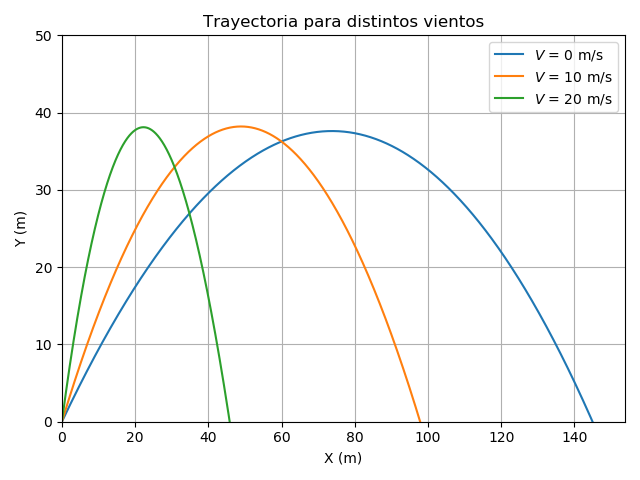 Trayectoria para distintos vientos
V = 0 m/s
V = 10 m/s
V = 20 m/s
50
40
30
20
10
0
Y (m)
0 20 40 60 80 100 120 140
X (m)